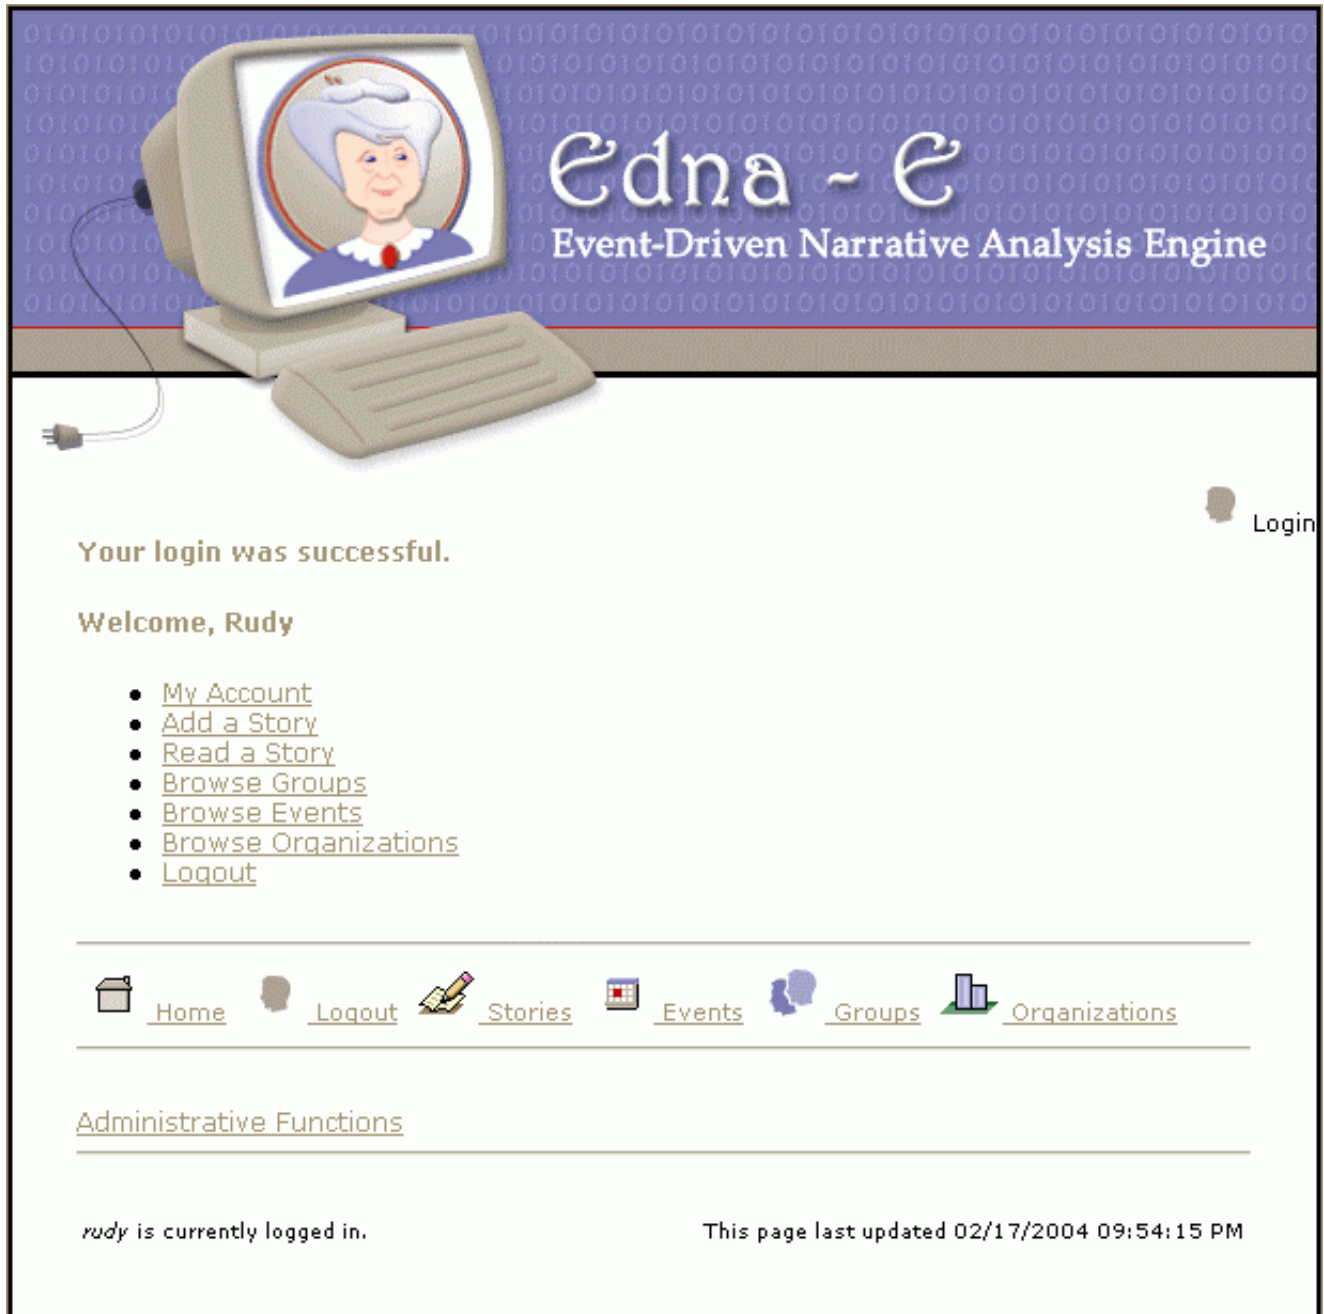 Edna ~ E
Event-Driven Narrative Analysis Engine
Login
Your login was successful.
Welcome, Rudy
My Account
Add a Story
Read a Story
Browse Groups
Browse Events
Browse Organizations
Logout
Home Logout Stories Events Groups Organizations
Administrative Functions
rudy is currently logged in. This page last updated 02/17/2004 09:54:15 PM